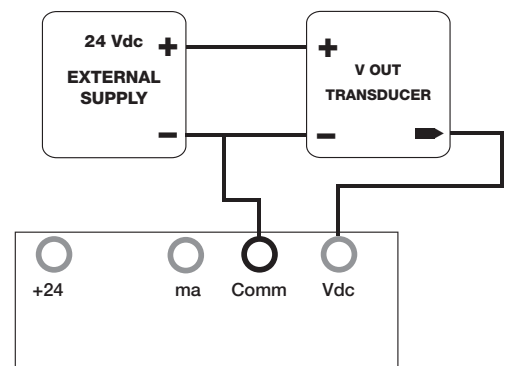 24 Vdc +
EXTERNAL
SUPPLY
−
+
V OUT
TRANSDUCER
−
+24
ma
Comm
Vdc